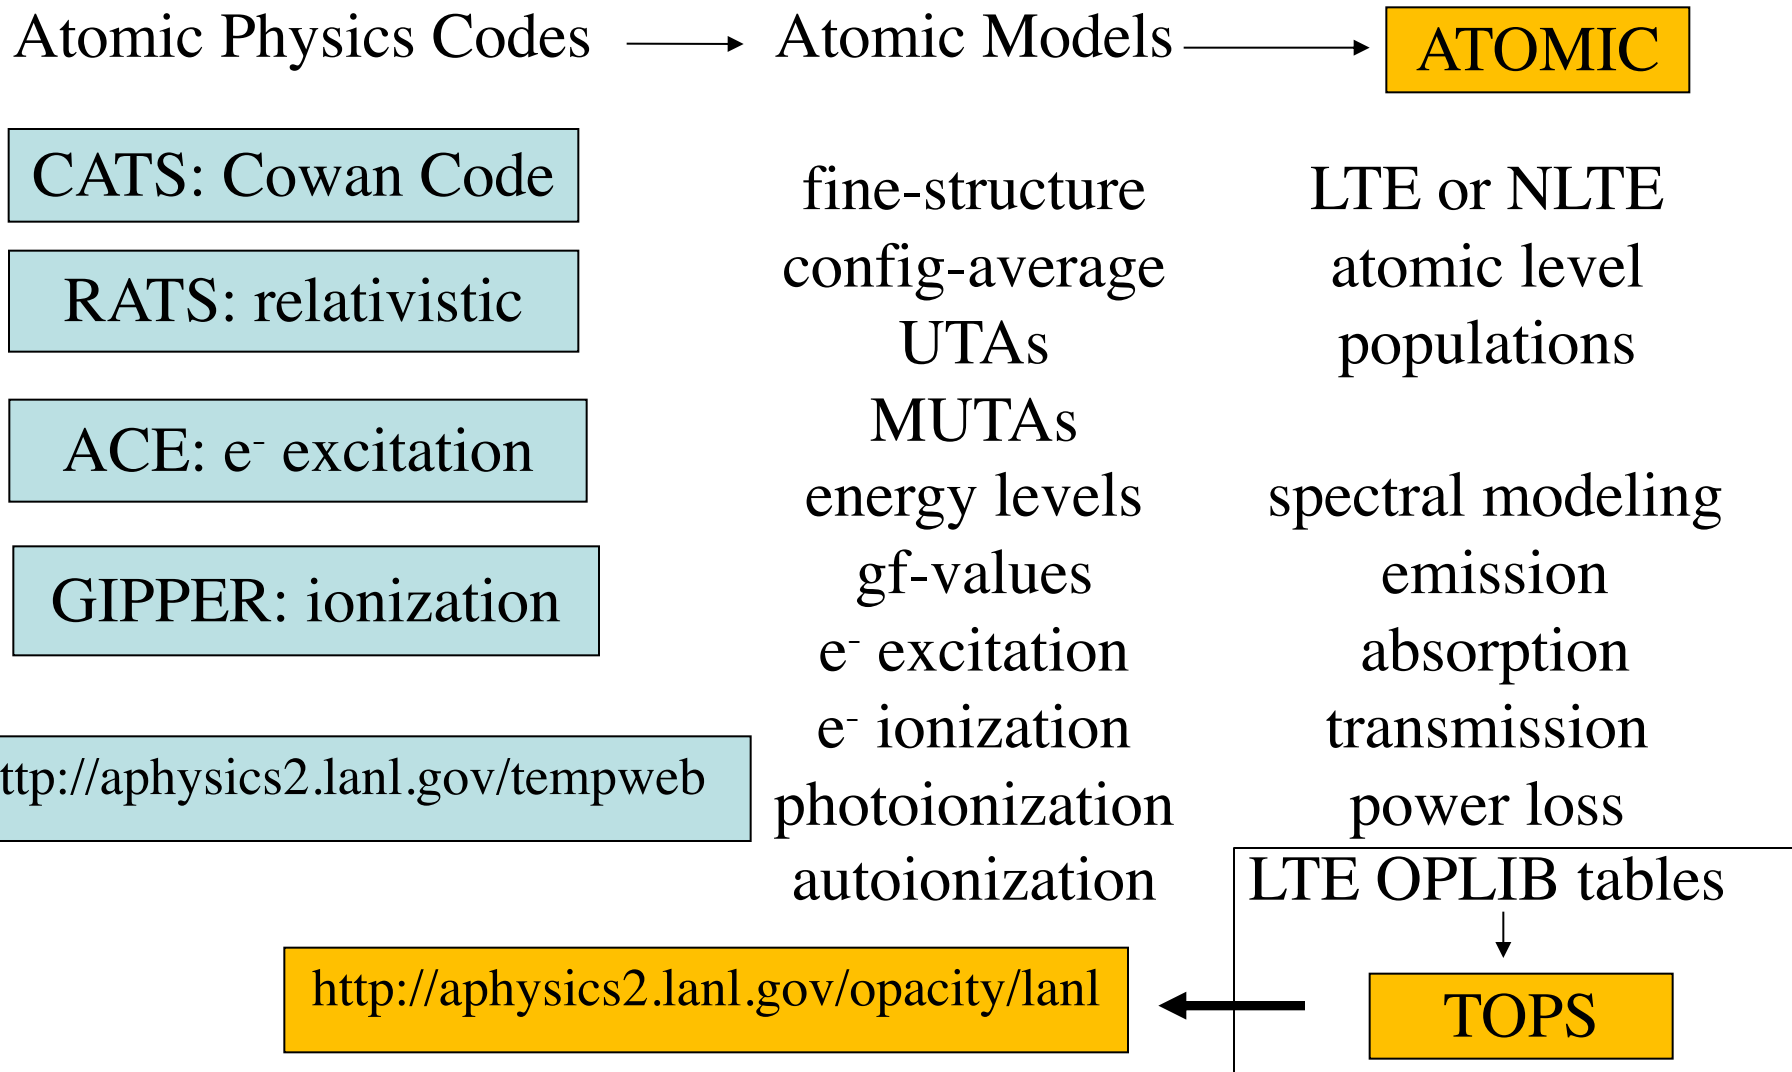 Atomic Physics Codes
Atomic Models
ATOMIC
CATS: Cowan Code
RATS: relativistic
ACE: e⁻ excitation
GIPPER: ionization
ttp://aphysics2.lanl.gov/tempweb
fine-structure
config-average
UTAs
MUTAs
energy levels
gf-values
e⁻ excitation
e⁻ ionization
photoionization
autoionization
LTE or NLTE
atomic level
populations
spectral modeling
emission
absorption
transmission
power loss
LTE OPLIB tables
TOPS
http://aphysics2.lanl.gov/opacity/lanl